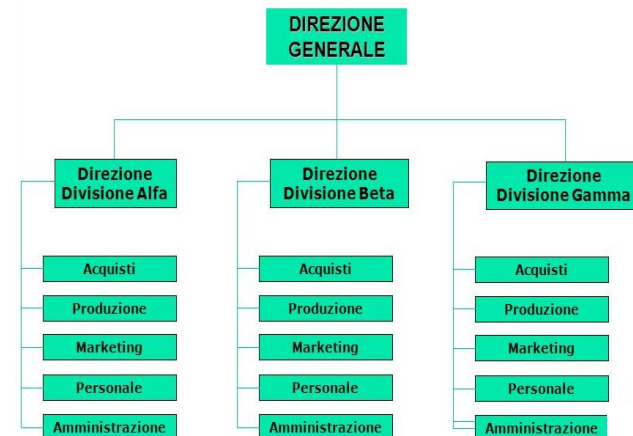 DIREZIONE
GENERALE
Direzione
Divisione Alfa
Direzione
Divisione Beta
Direzione
Divisione Gamma
Acquisti
Produzione
Marketing
Personale
Amministrazione
Acquisti
Produzione
Marketing
Personale
Amministrazione
Acquisti
Produzione
Marketing
Personale
Amministrazione